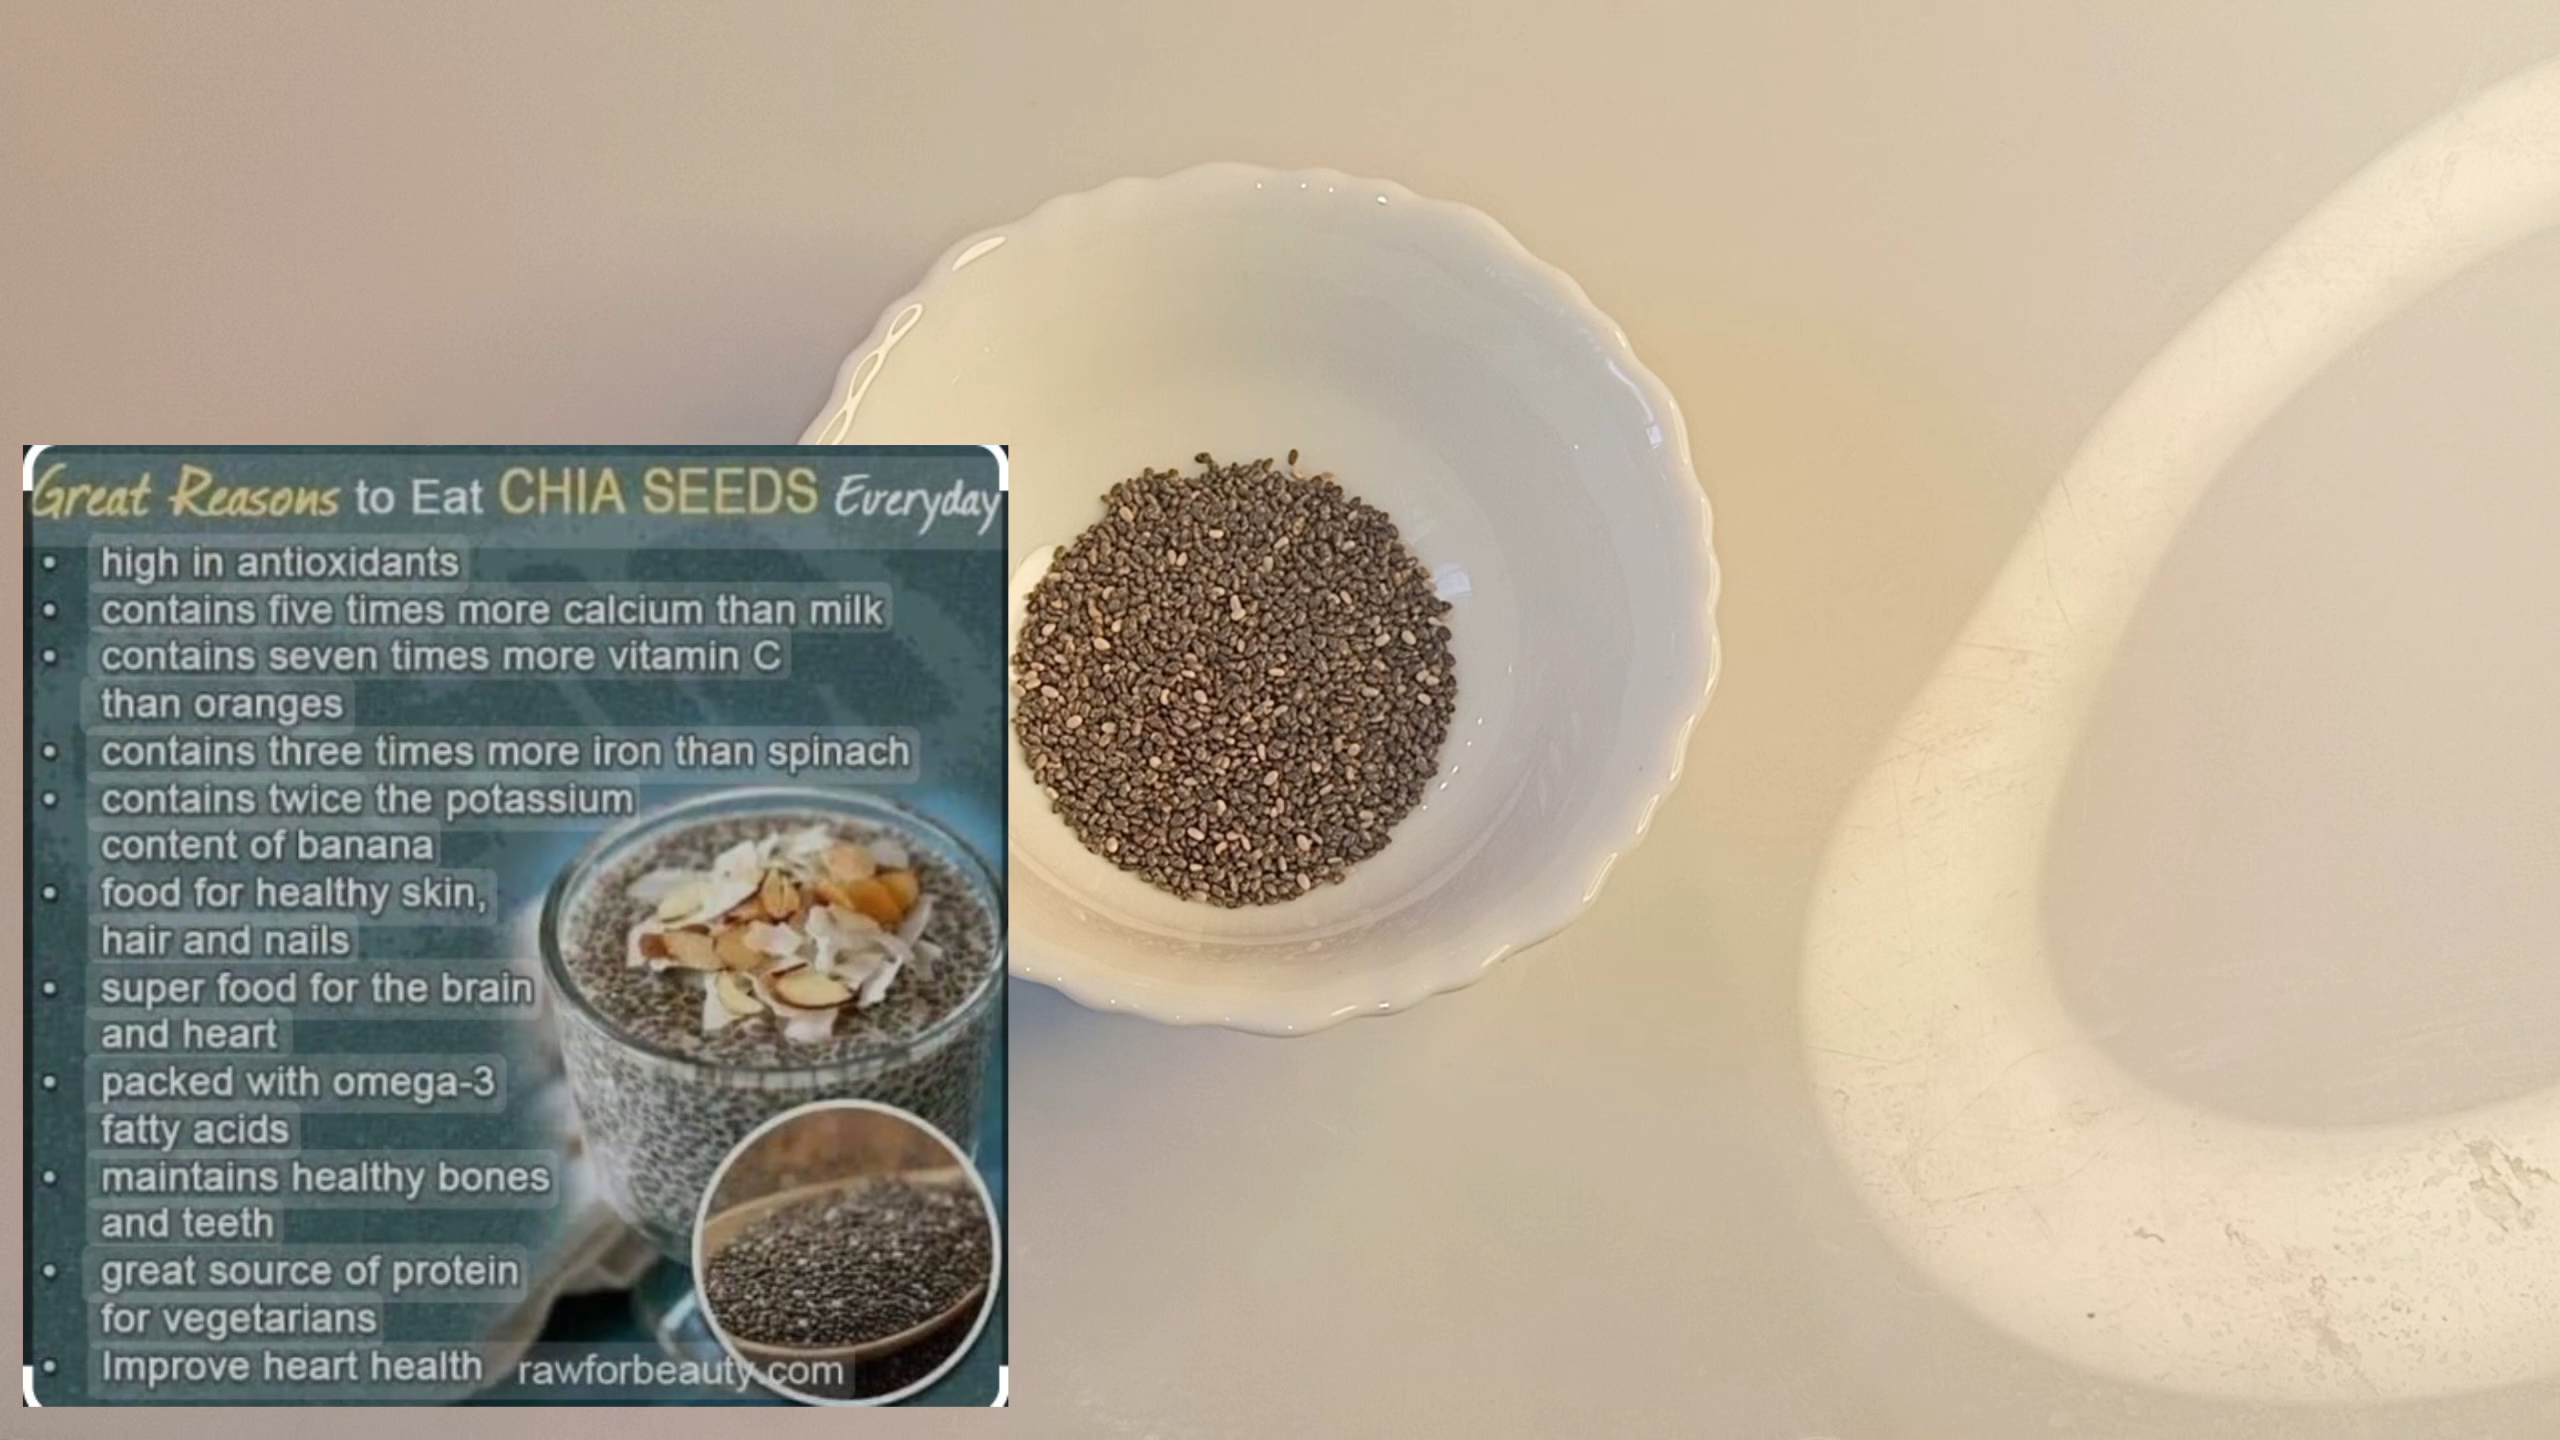 Great Reasons to Eat CHIA SEEDS Everyday
• high in antioxidants
• contains five times more calcium than milk
• contains seven times more vitamin C
than oranges
• contains three times more iron than spinach
• contains twice the potassium
content of banana
• food for healthy skin,
hair and nails
• super food for the brain
and heart
• packed with omega-3
fatty acids
• maintains healthy bones
and teeth
• great source of protein
for vegetarians
• Improve heart health rawforbeauty.com